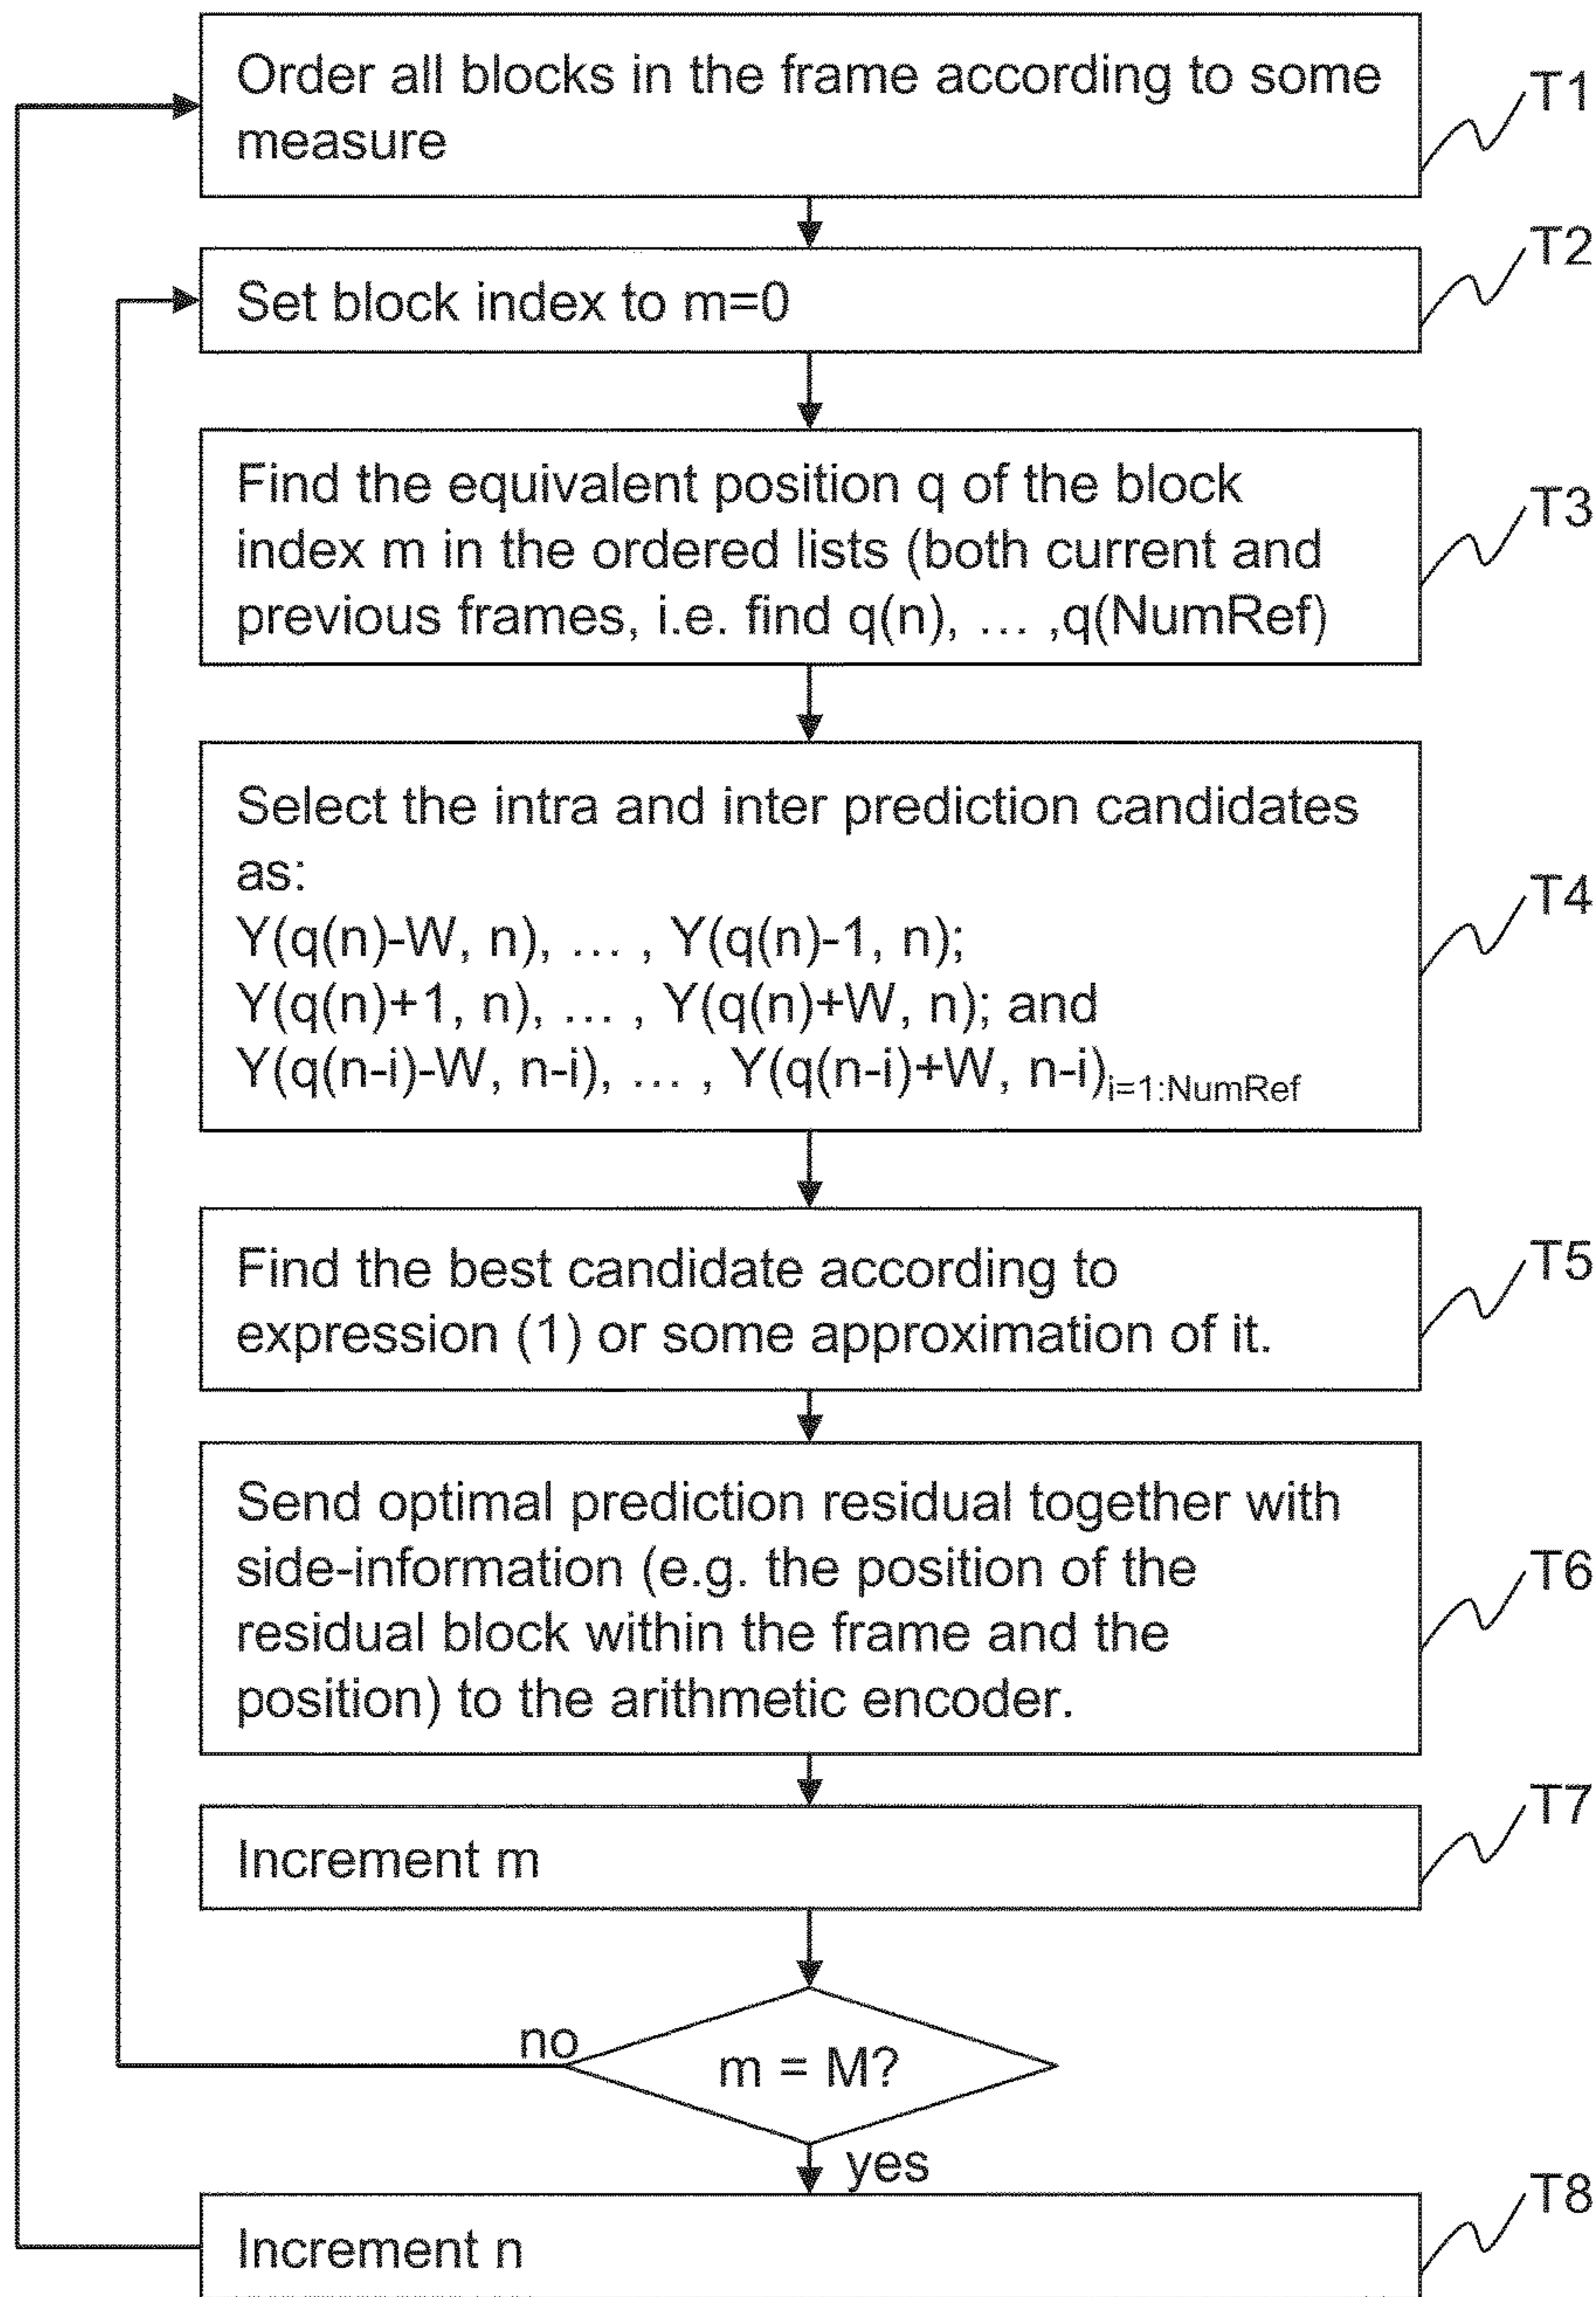 Order all blocks in the frame according to some
measure
T1
Set block index to m=0
T2
Find the equivalent position q of the block
index m in the ordered lists (both current and
previous frames, i.e. find q(n), … ,q(NumRef)
T3
Select the intra and inter prediction candidates
as:
Y(q(n)-W, n), … , Y(q(n)-1, n);
Y(q(n)+1, n), … , Y(q(n)+W, n); and
Y(q(n-i)-W, n-i), … , Y(q(n-i)+W, n-i)i=1:NumRef
T4
Find the best candidate according to
expression (1) or some approximation of it.
T5
Send optimal prediction residual together with
side-information (e.g. the position of the
residual block within the frame and the
position) to the arithmetic encoder.
T6
Increment m
T7
no
m = M?
yes
Increment n
T8